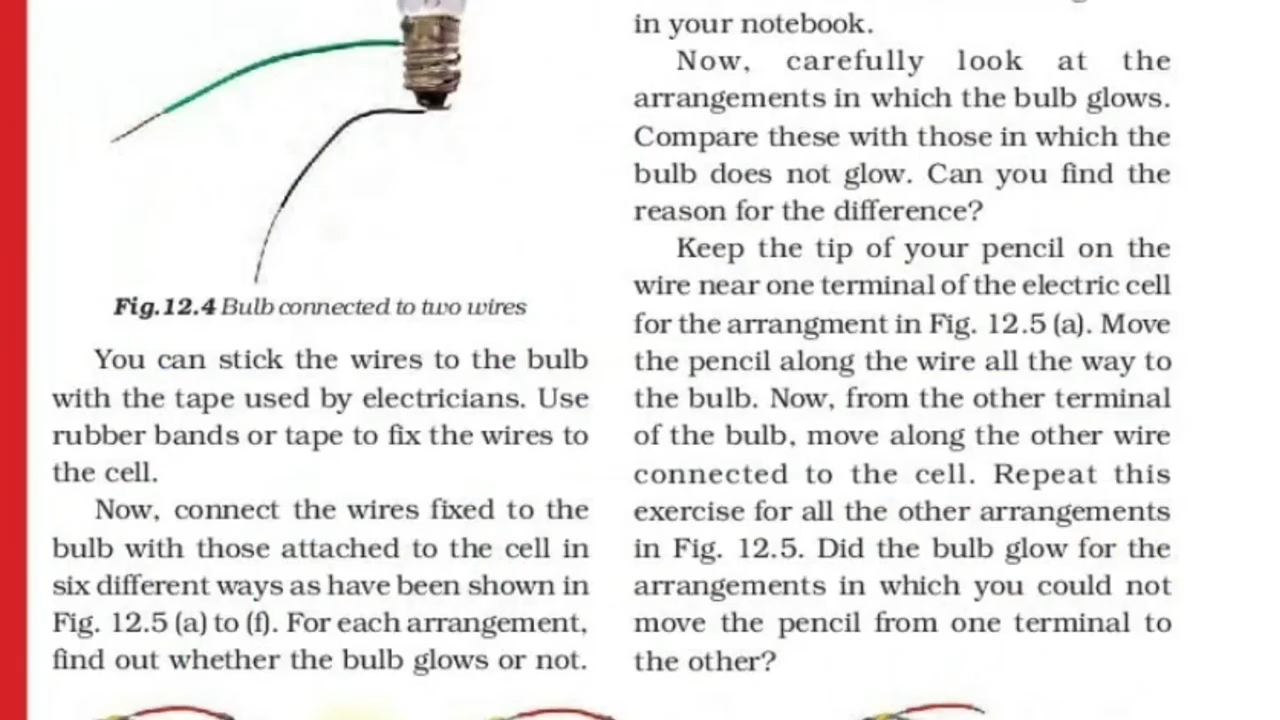 Fig.12.4 Bulb connected to two wires
You can stick the wires to the bulb
with the tape used by electricians. Use
rubber bands or tape to fix the wires to
the cell.
Now, connect the wires fixed to the
bulb with those attached to the cell in
six different ways as have been shown in
Fig. 12.5 (a) to (f). For each arrangement,
find out whether the bulb glows or not.
in your notebook.
Now, carefully look at the
arrangements in which the bulb glows.
Compare these with those in which the
bulb does not glow. Can you find the
reason for the difference?
Keep the tip of your pencil on the
wire near one terminal of the electric cell
for the arrangment in Fig. 12.5 (a). Move
the pencil along the wire all the way to
the bulb. Now, from the other terminal
of the bulb, move along the other wire
connected to the cell. Repeat this
exercise for all the other arrangements
in Fig. 12.5. Did the bulb glow for the
arrangements in which you could not
move the pencil from one terminal to
the other?